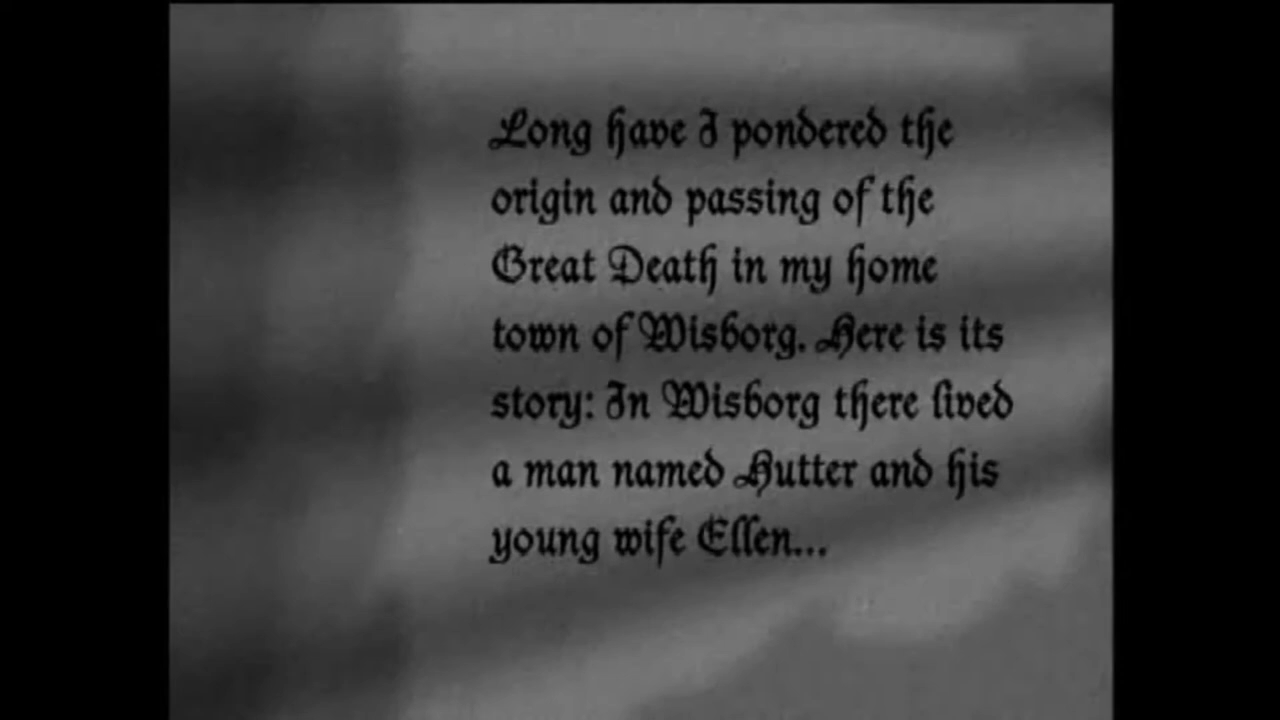 Long have I pondered the
origin and passing of the
Great Death in my home
town of Wisborg. Here is its
story: In Wisborg there lived
a man named Hutter and his
young wife Ellen...